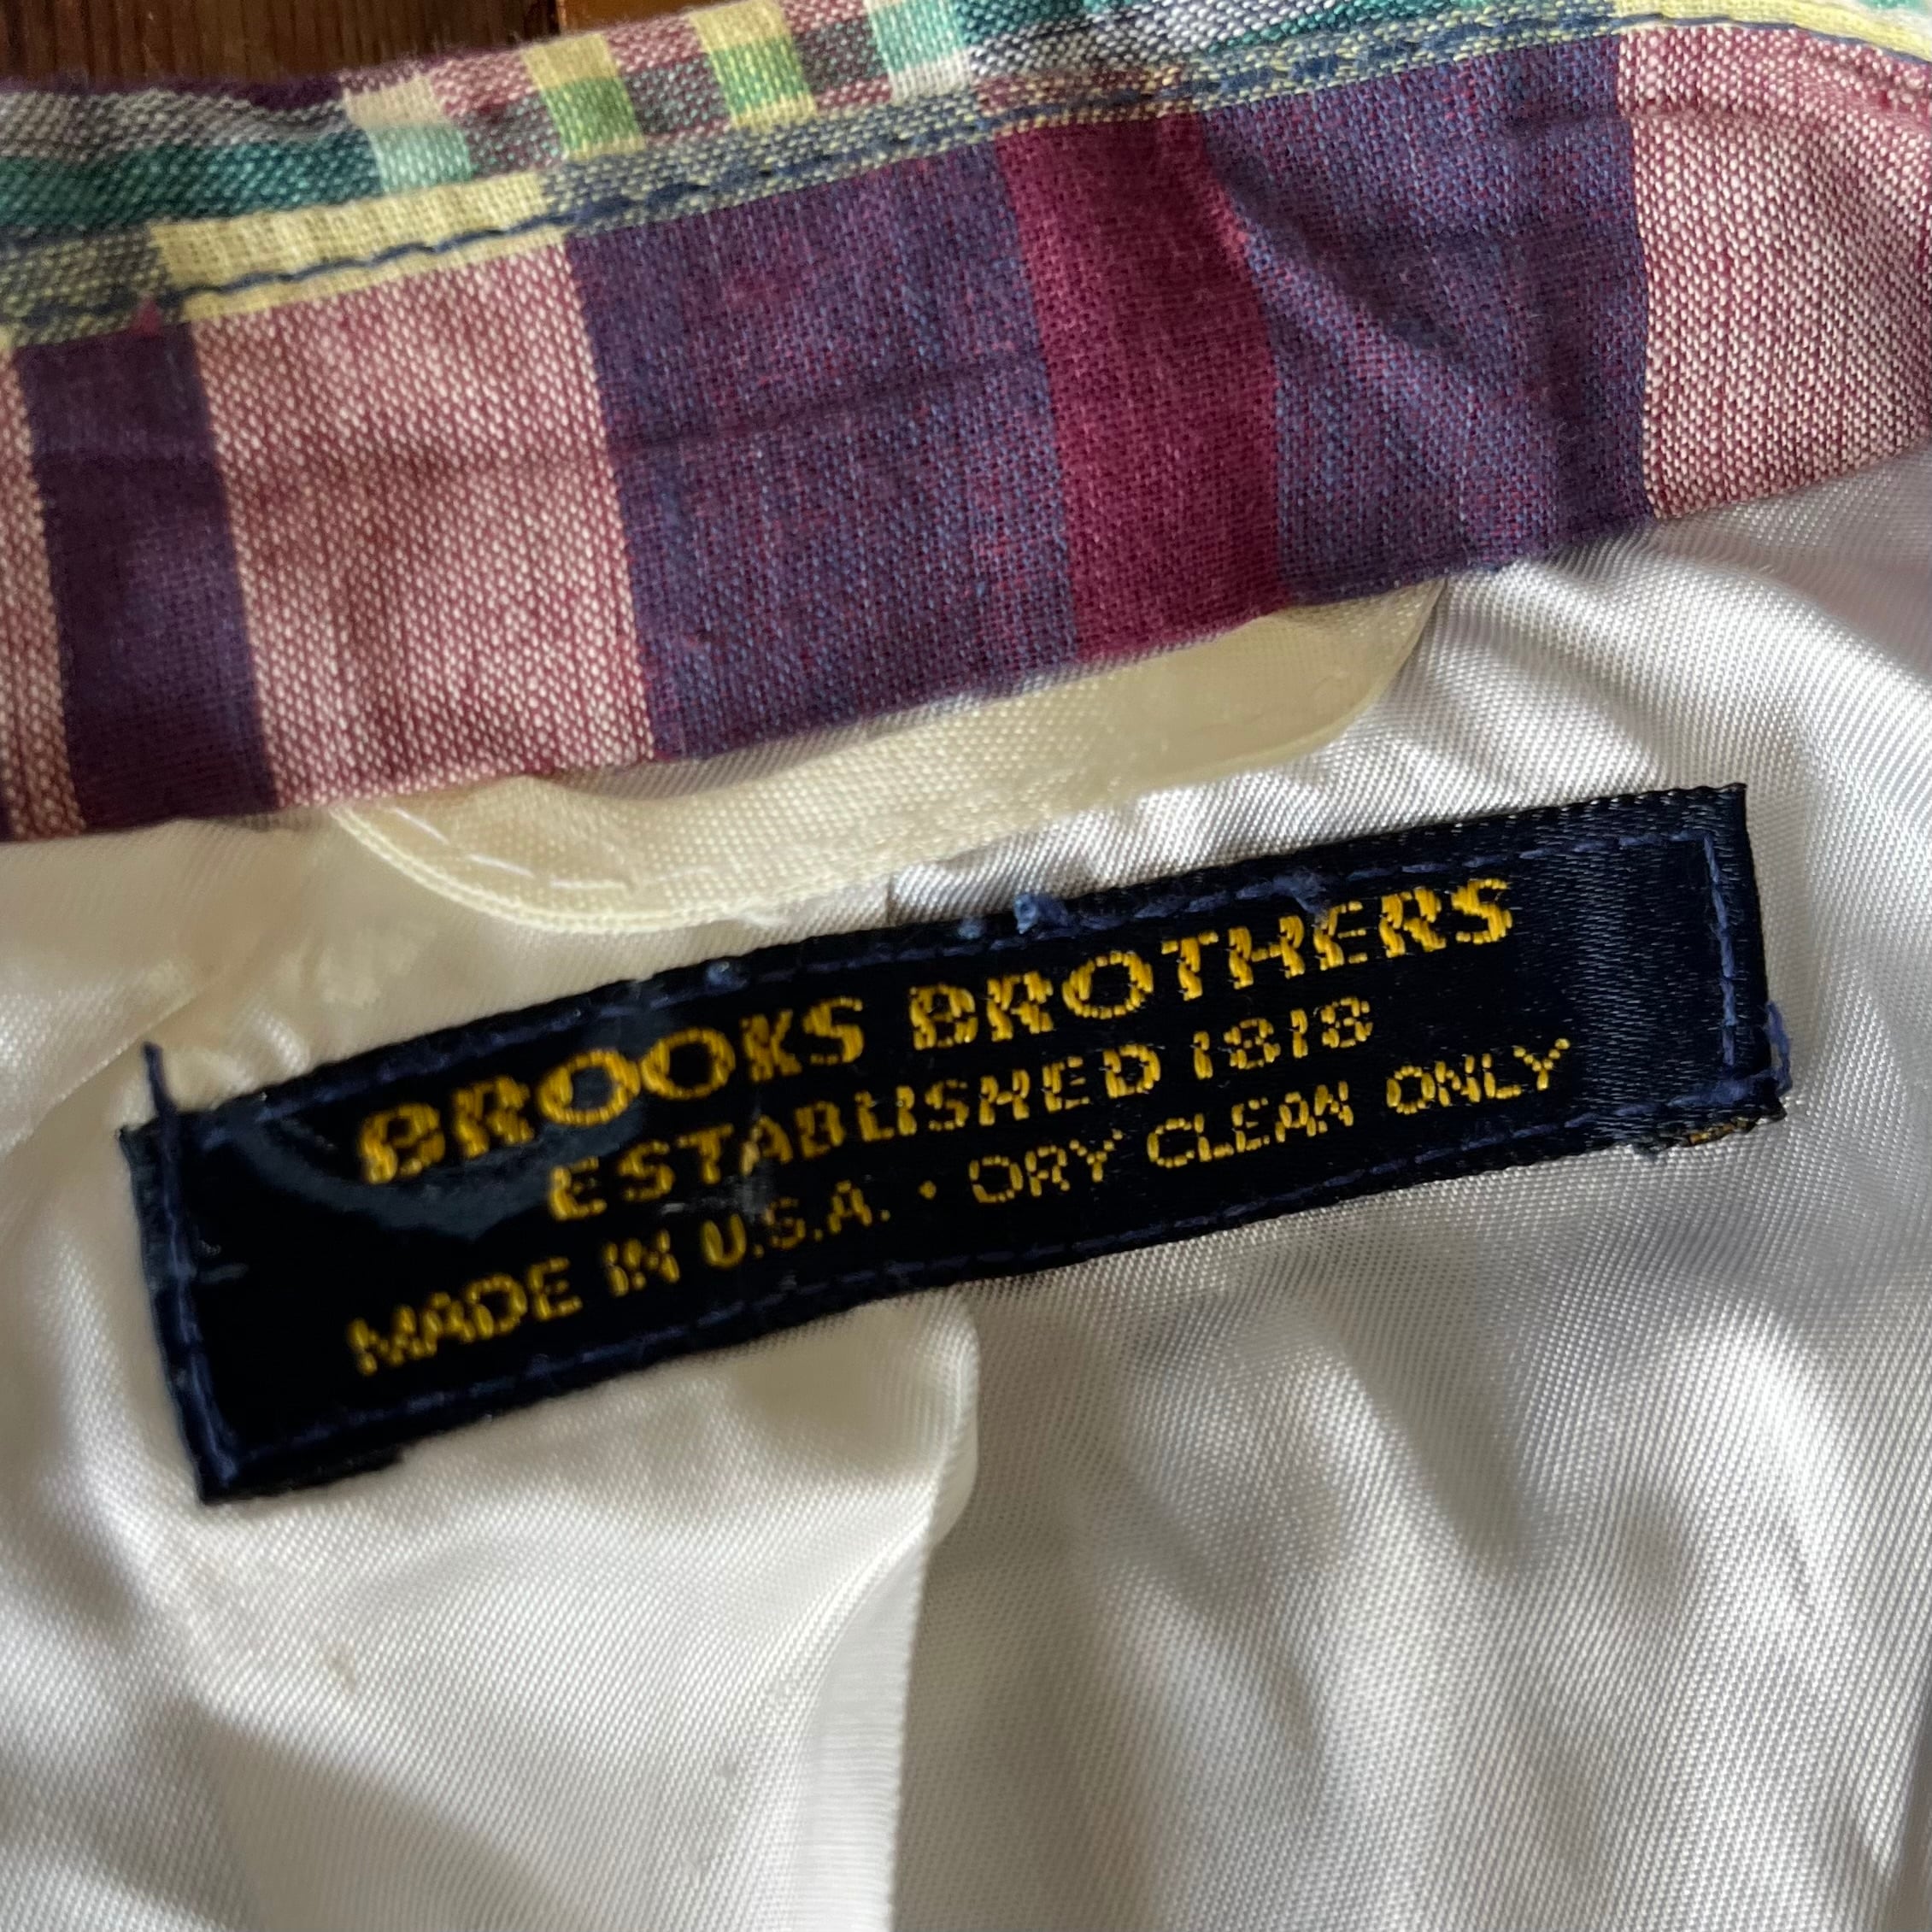 BROOKS BROTHERS
ESTABLISHED 1818
MADE IN U.S.A. · DRY CLEAN ONLY